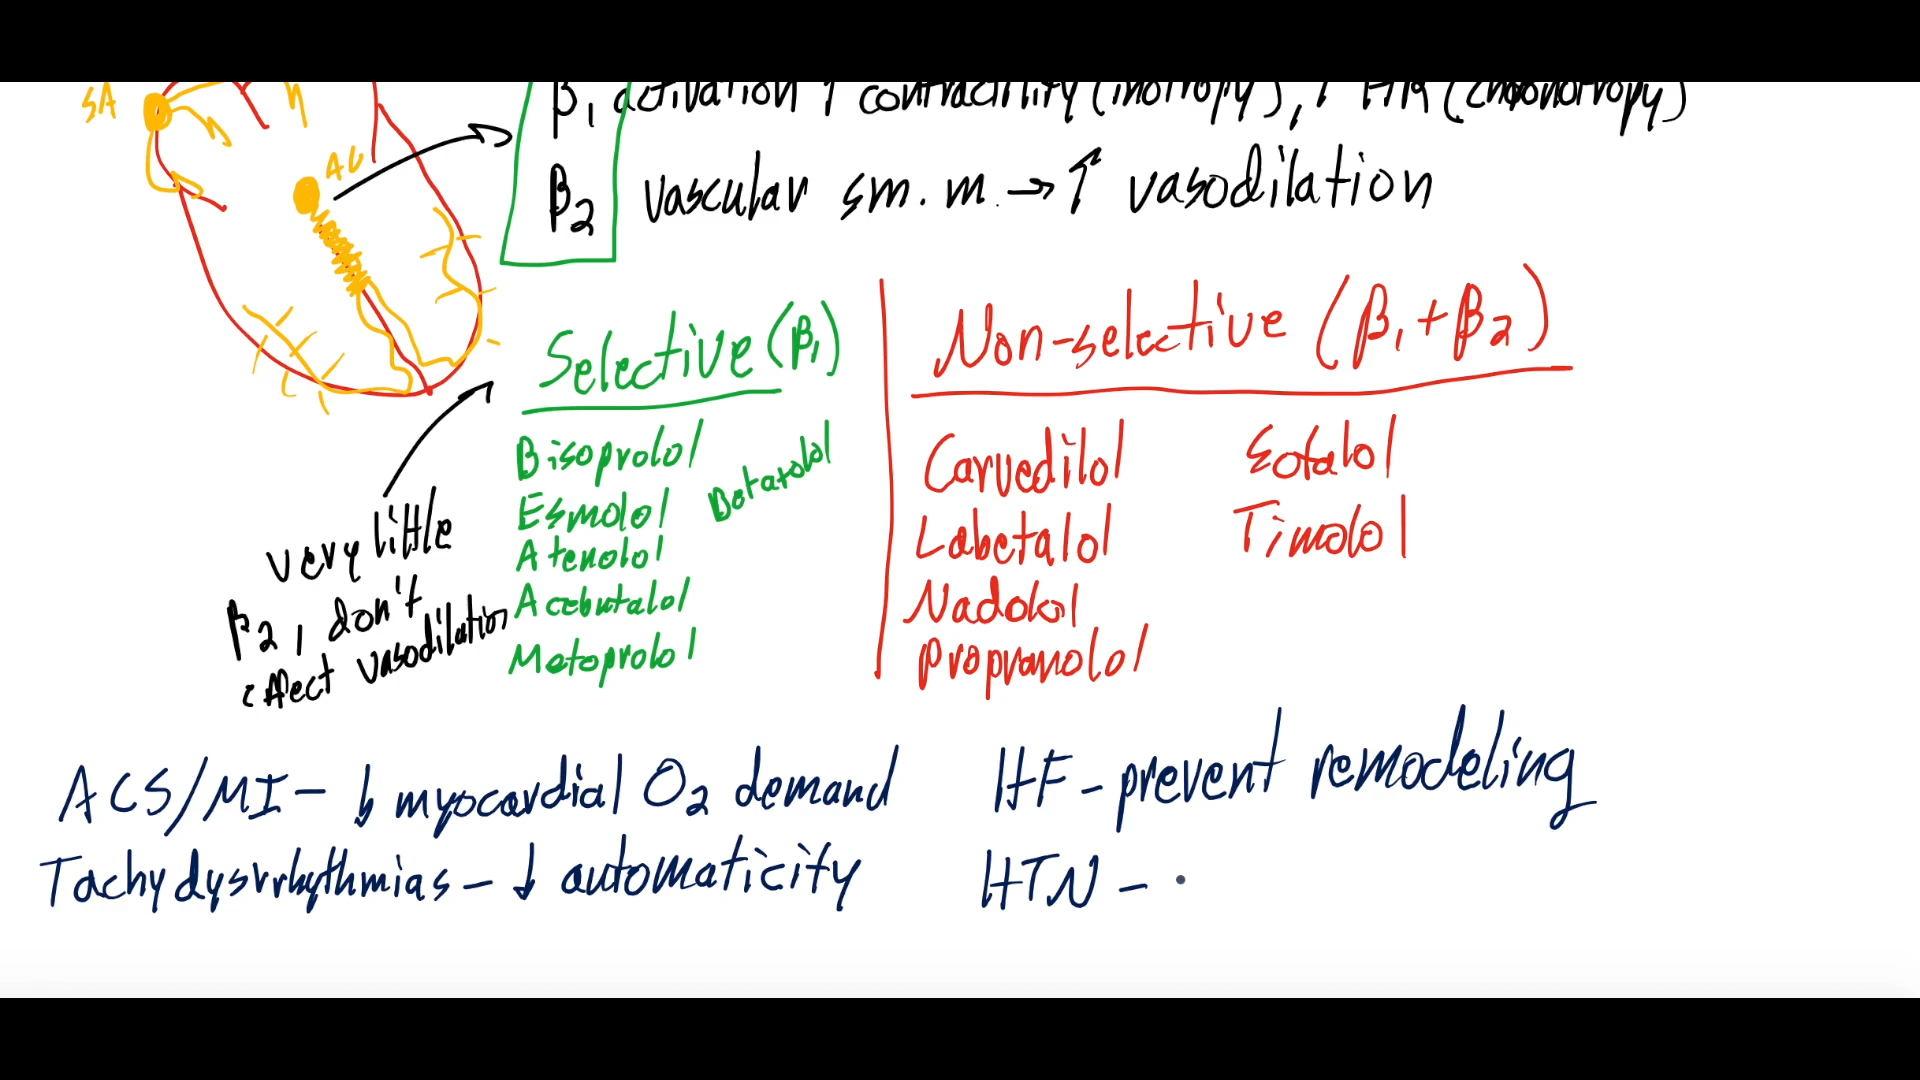 SA
AV
β1 activation ↑ contractility (inotropy), ↑ HR (chronotropy)
β2 vascular sm. m. → ↑ vasodilation
Selective (β1)
Bisoprolol
Esmolol
Atenolol
Acebutalol
Metoprolol
Betaxolol
very little
β2, don't
effect vasodilation
Non-selective (β1+β2)
Carvedilol
Labetalol
Nadolol
Propranolol
Sotalol
Timolol
ACS/MI - ↓ myocardial O2 demand
Tachydysrrhythmias - ↓ automaticity
HF - prevent remodeling
HTN -